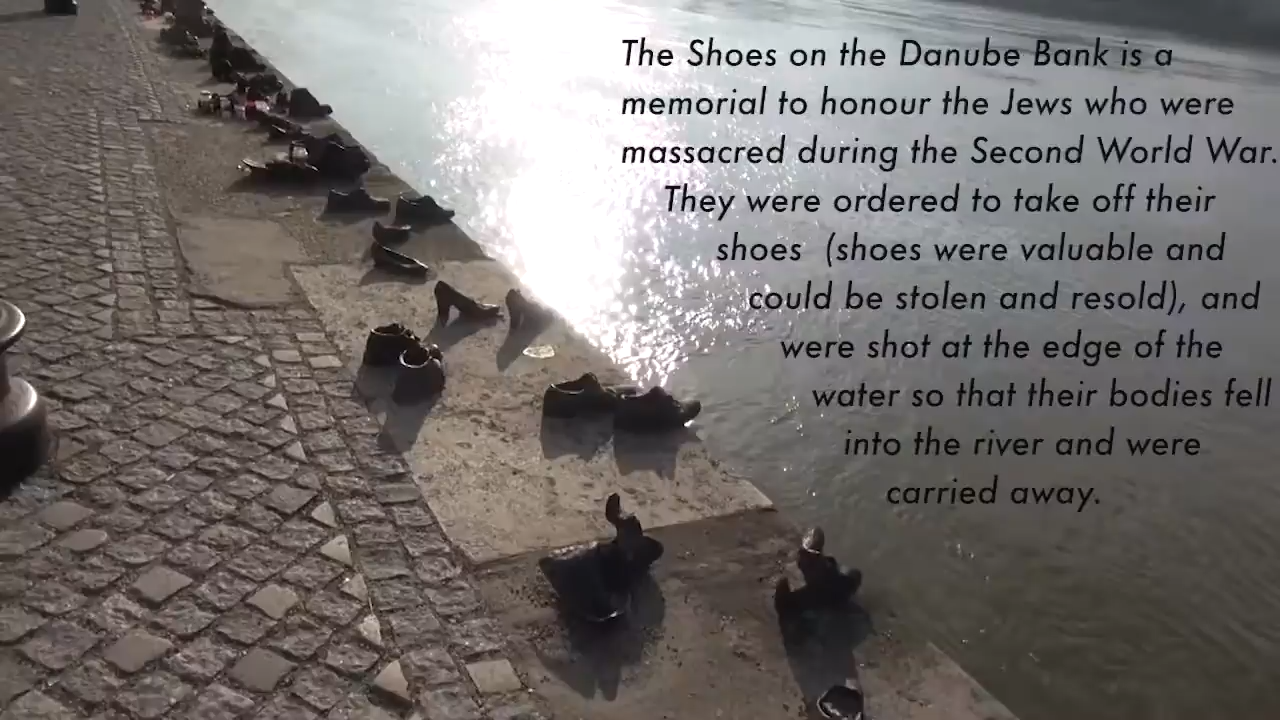 The Shoes on the Danube Bank is a
memorial to honour the Jews who were
massacred during the Second World War.
They were ordered to take off their
shoes (shoes were valuable and
could be stolen and resold), and
were shot at the edge of the
water so that their bodies fell
into the river and were
carried away.